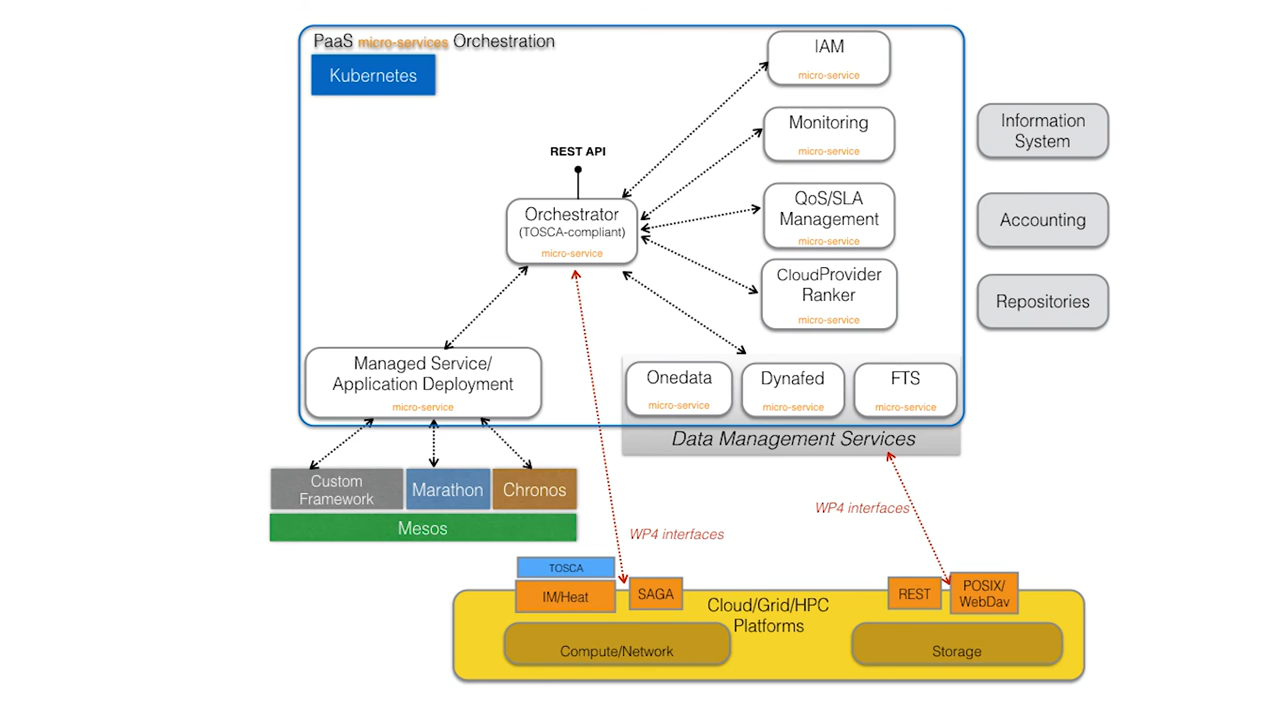 PaaS micro-services Orchestration
Kubernetes
IAM
micro-service
Monitoring
micro-service
Information
System
REST API
Orchestrator
(TOSCA-compliant)
micro-service
QoS/SLA
Management
micro-service
Accounting
CloudProvider
Ranker
micro-service
Repositories
Managed Service/
Application Deployment
micro-service
Onedata
micro-service
Dynafed
micro-service
FTS
micro-service
Data Management Services
Custom
Framework
Marathon
Chronos
Mesos
WP4 interfaces
WP4 interfaces
TOSCA
IM/Heat
SAGA
Cloud/Grid/HPC
Platforms
REST
POSIX/
WebDav
Compute/Network
Storage